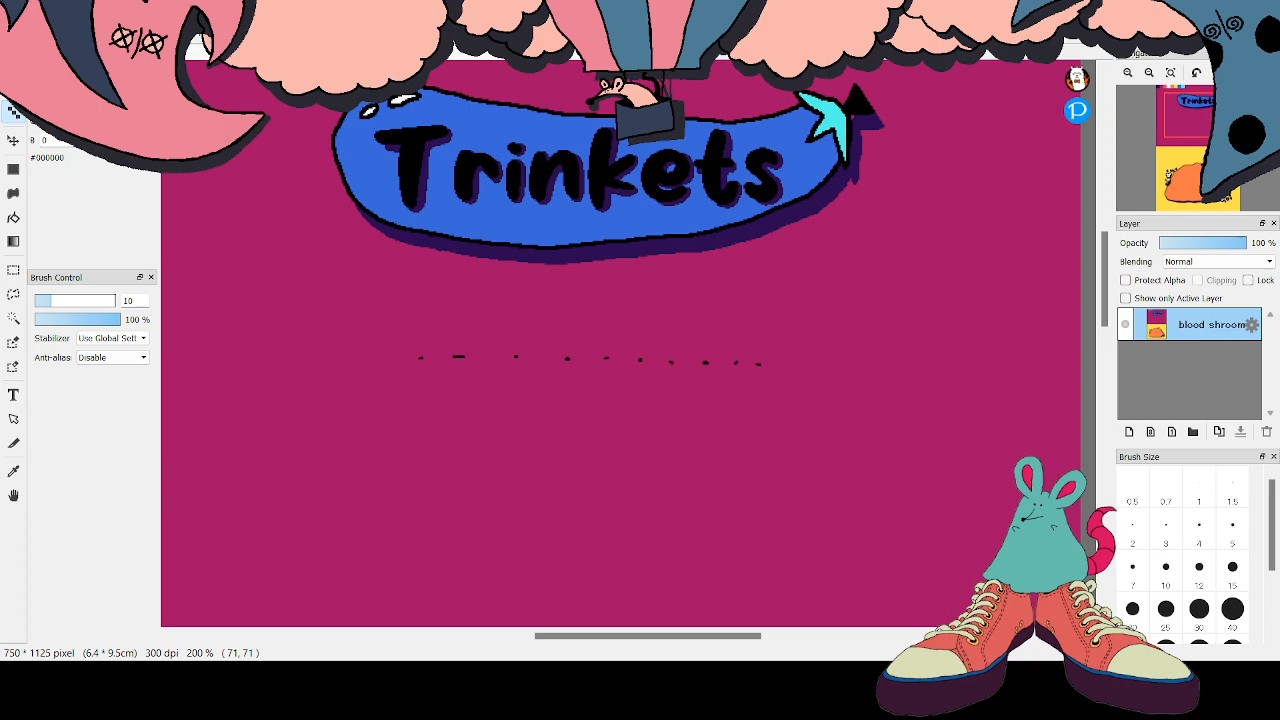 Trinkets
B 0
#000000
Brush Control
10
100 %
Stabilizer Use Global Sett
Anti-alias Disable
Trinkets
Layer
Opacity 100 %
Blending Normal
Protect Alpha Clipping Lock
Show only Active Layer
blood shroom
Brush Size
0.5 0.7 1 1.5
2 3 4 5
7 10 12 15
25 30 40
750 * 1125 pixel (6.4 * 9.5cm) 300 dpi 200 % ( 71, 71 )